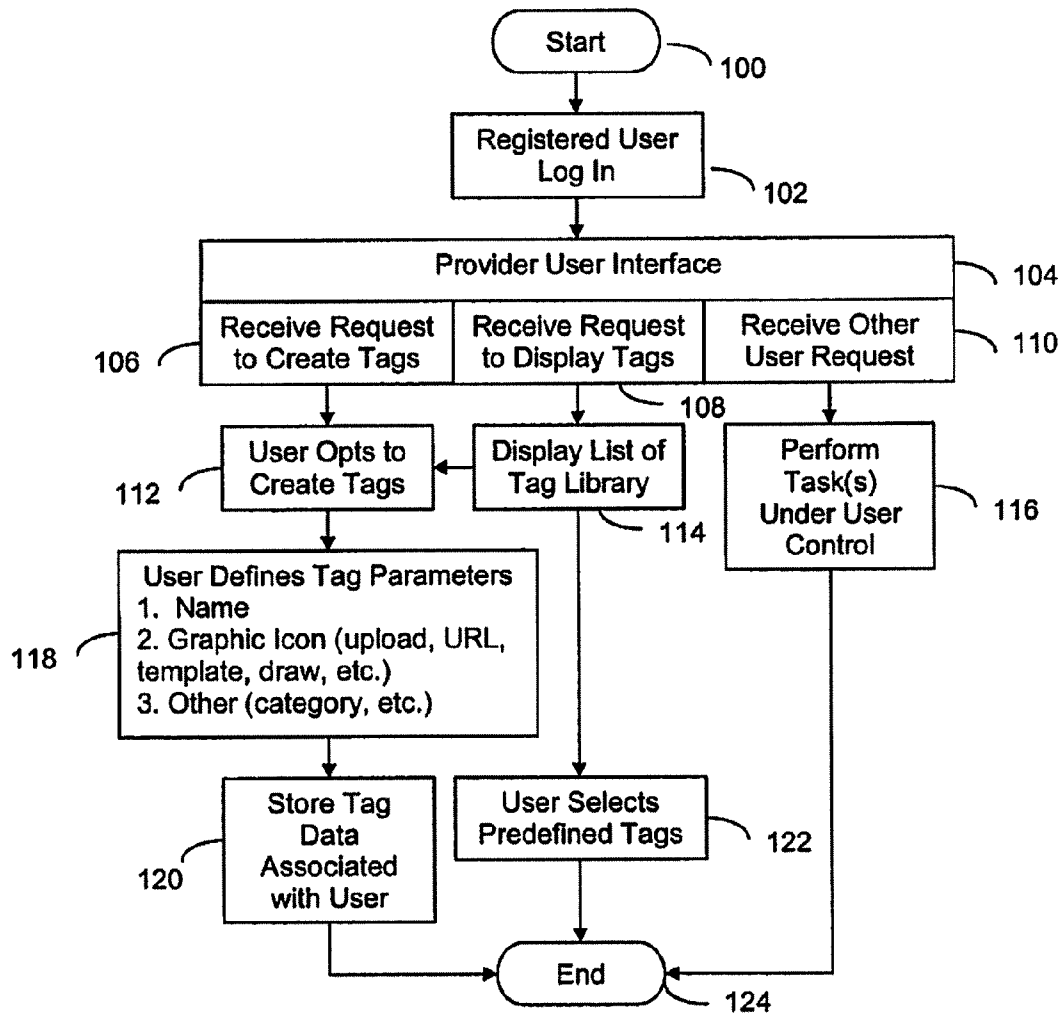 Start
100
Registered User
Log In
102
Provider User Interface
104
Receive Request
to Create Tags
106
Receive Request
to Display Tags
108
Receive Other
User Request
110
User Opts to
Create Tags
112
Display List of
Tag Library
114
Perform
Task(s)
Under User
Control
116
User Defines Tag Parameters
1. Name
2. Graphic Icon (upload, URL,
template, draw, etc.)
3. Other (category, etc.)
118
Store Tag
Data
Associated
with User
120
User Selects
Predefined Tags
122
End
124